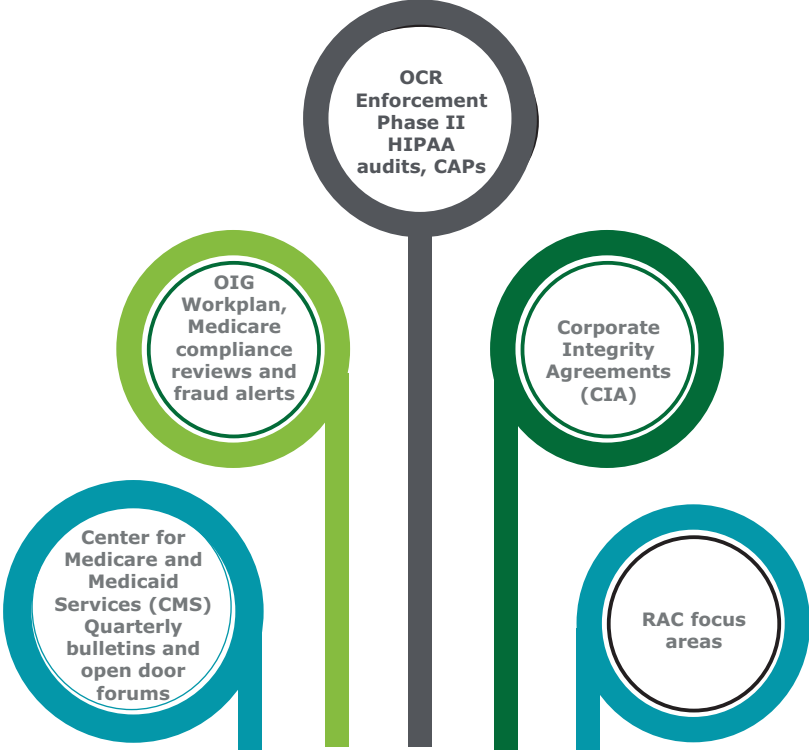 OCR
Enforcement
Phase II
HIPAA
audits, CAPs
OIG
Workplan,
Medicare
compliance
reviews and
fraud alerts
Corporate
Integrity
Agreements
(CIA)
Center for
Medicare and
Medicaid
Services (CMS)
Quarterly
bulletins and
open door
forums
RAC focus
areas